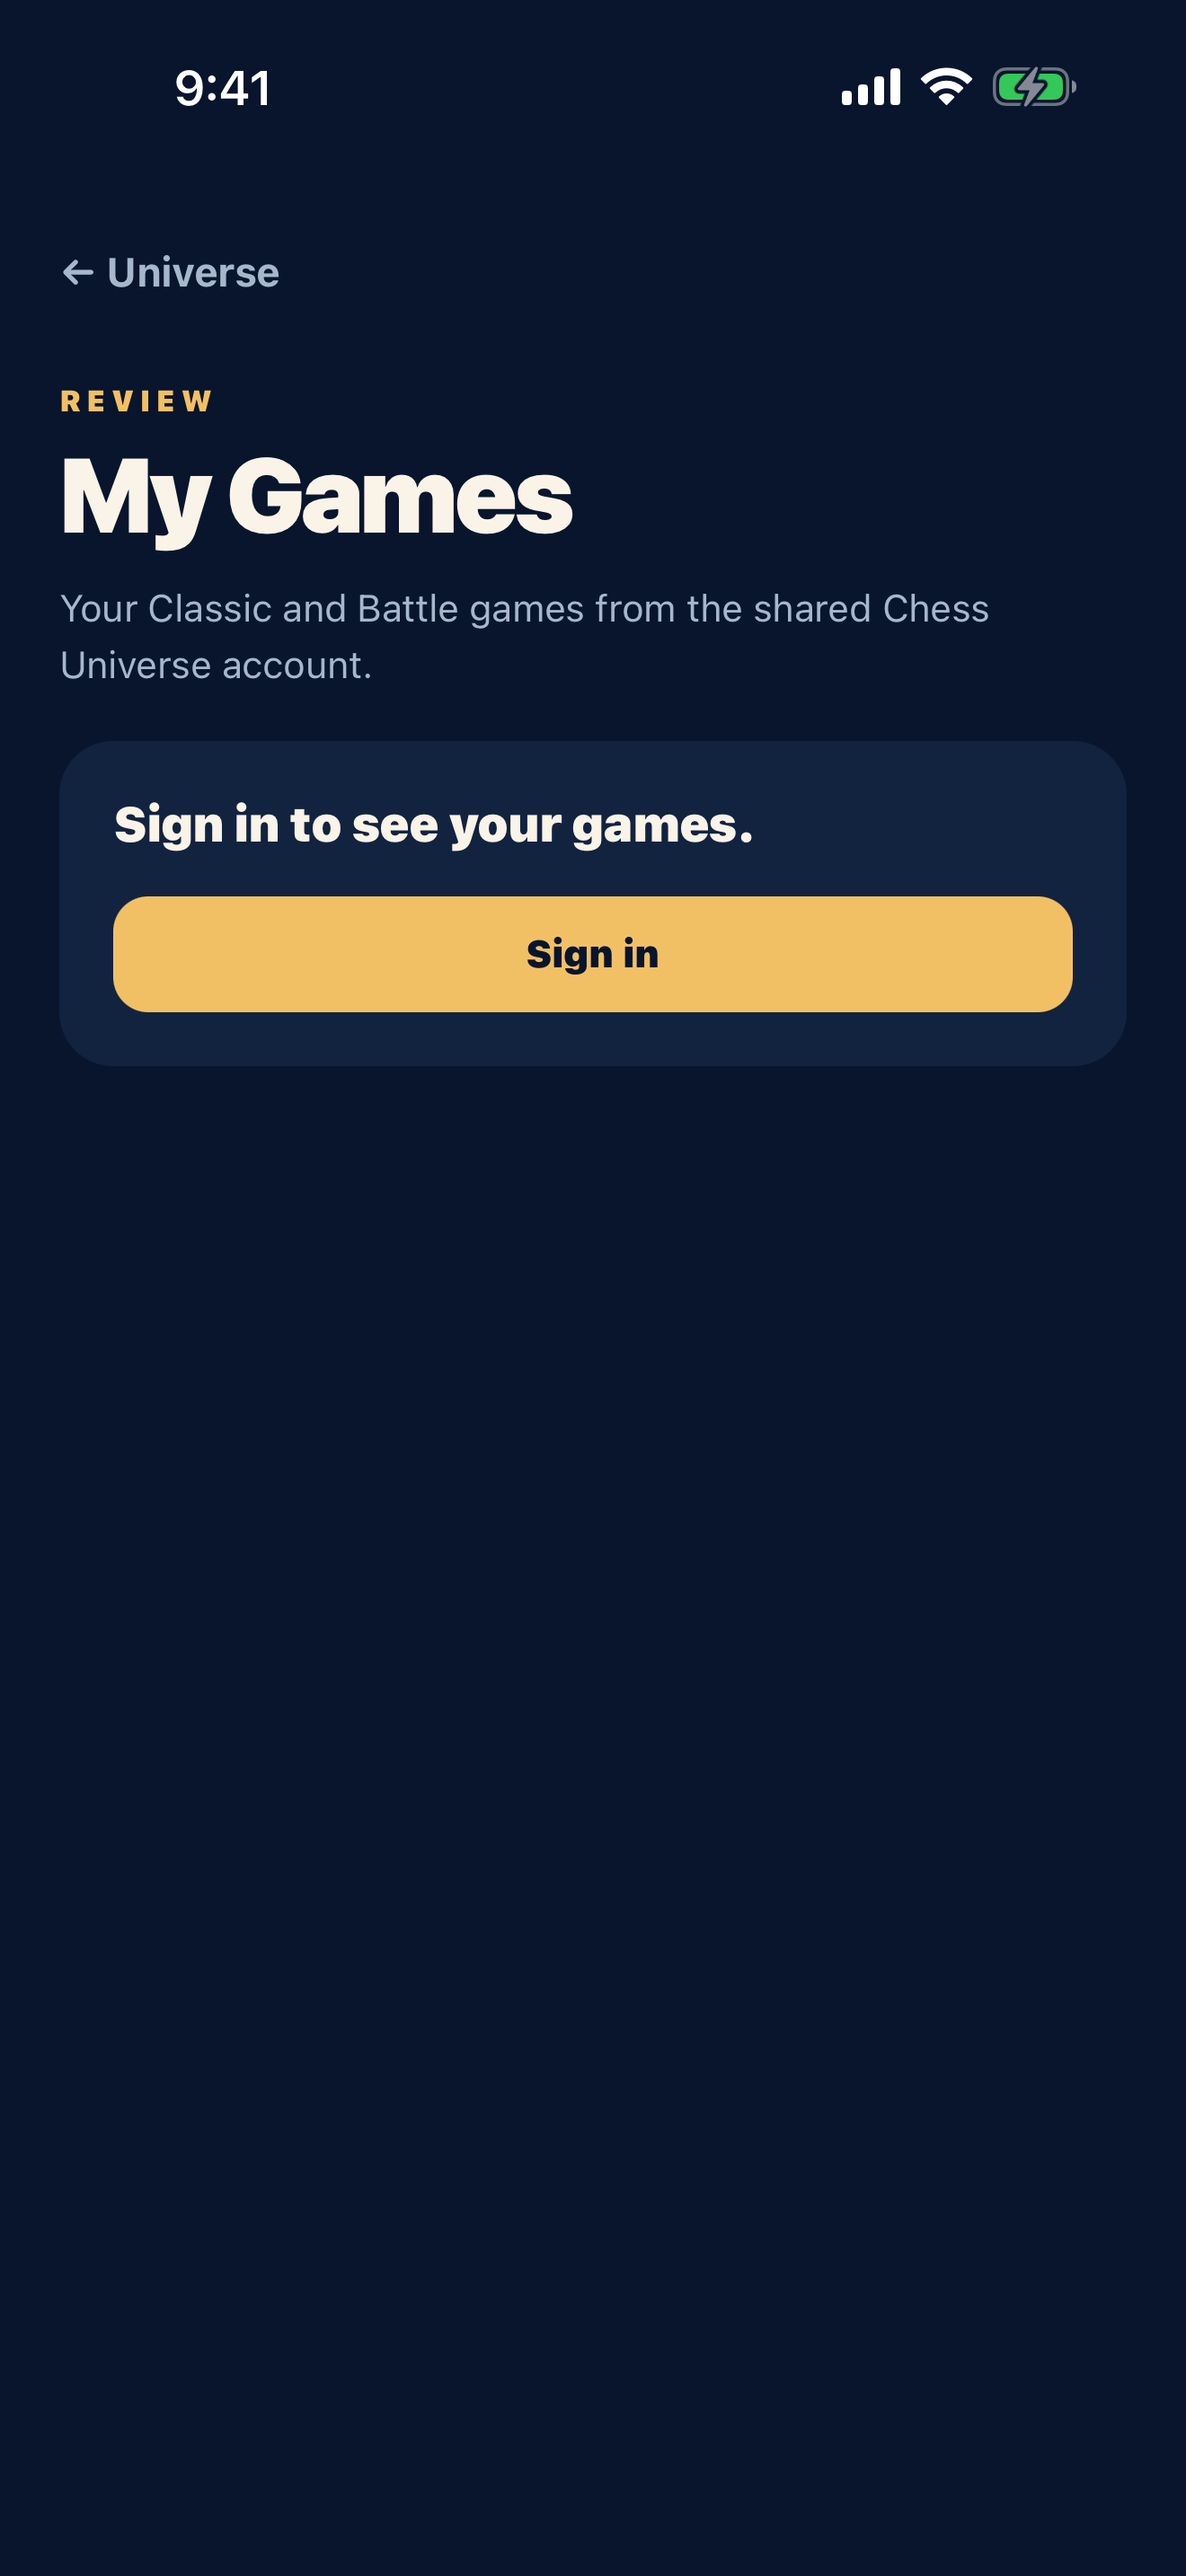 9:41
← Universe
REVIEW
My Games
Your Classic and Battle games from the shared Chess
Universe account.
Sign in to see your games.
Sign in